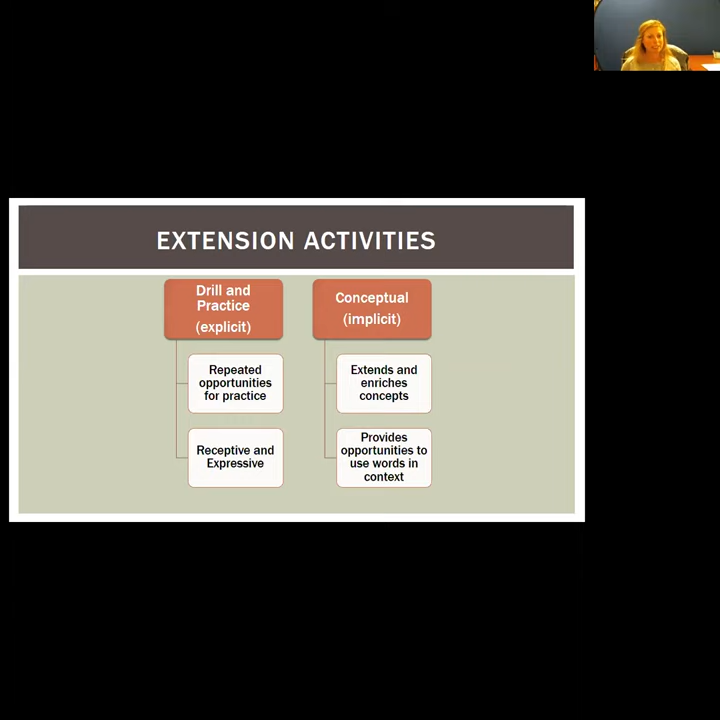 EXTENSION ACTIVITIES
Drill and
Practice
(explicit)
Repeated
opportunities
for practice
Receptive and
Expressive
Conceptual
(implicit)
Extends and
enriches
concepts
Provides
opportunities to
use words in
context